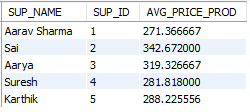 SUP_NAME SUP_ID AVG_PRICE_PROD
Aarav Sharma 1 271.366667
Sai 2 342.672000
Aarya 3 319.326667
Suresh 4 281.818000
Karthik 5 288.225556